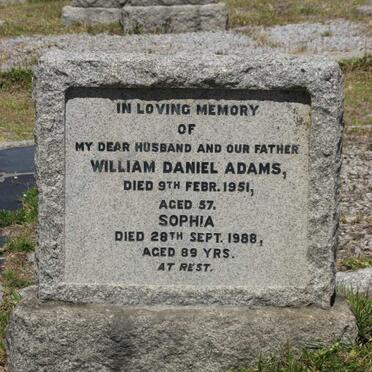 IN LOVING MEMORY
OF
MY DEAR HUSBAND AND OUR FATHER
WILLIAM DANIEL ADAMS,
DIED 9TH FEBR. 1951,
AGED 57.
SOPHIA
DIED 28TH SEPT. 1988,
AGED 89 YRS.
AT REST.